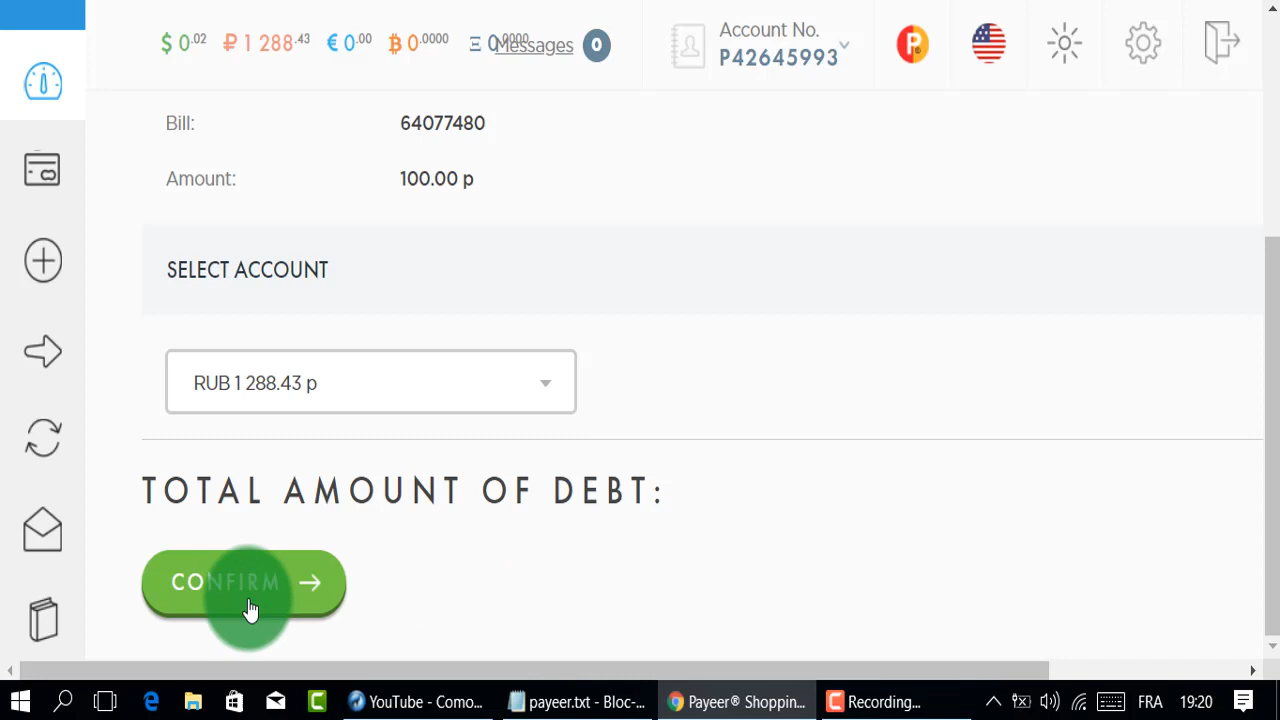 $ 0.02 ₽ 1 288.43 € 0.00 ₿ 0.0000 Ξ 0.0000 Messages 0
Account No.
P42645993
Bill: 64077480
Amount: 100.00 р
SELECT ACCOUNT
RUB 1 288.43 р
TOTAL AMOUNT OF DEBT:
CONFIRM →
YouTube - Como... payeer.txt - Bloc-... Payeer® Shoppin... Recording... FRA 19:20